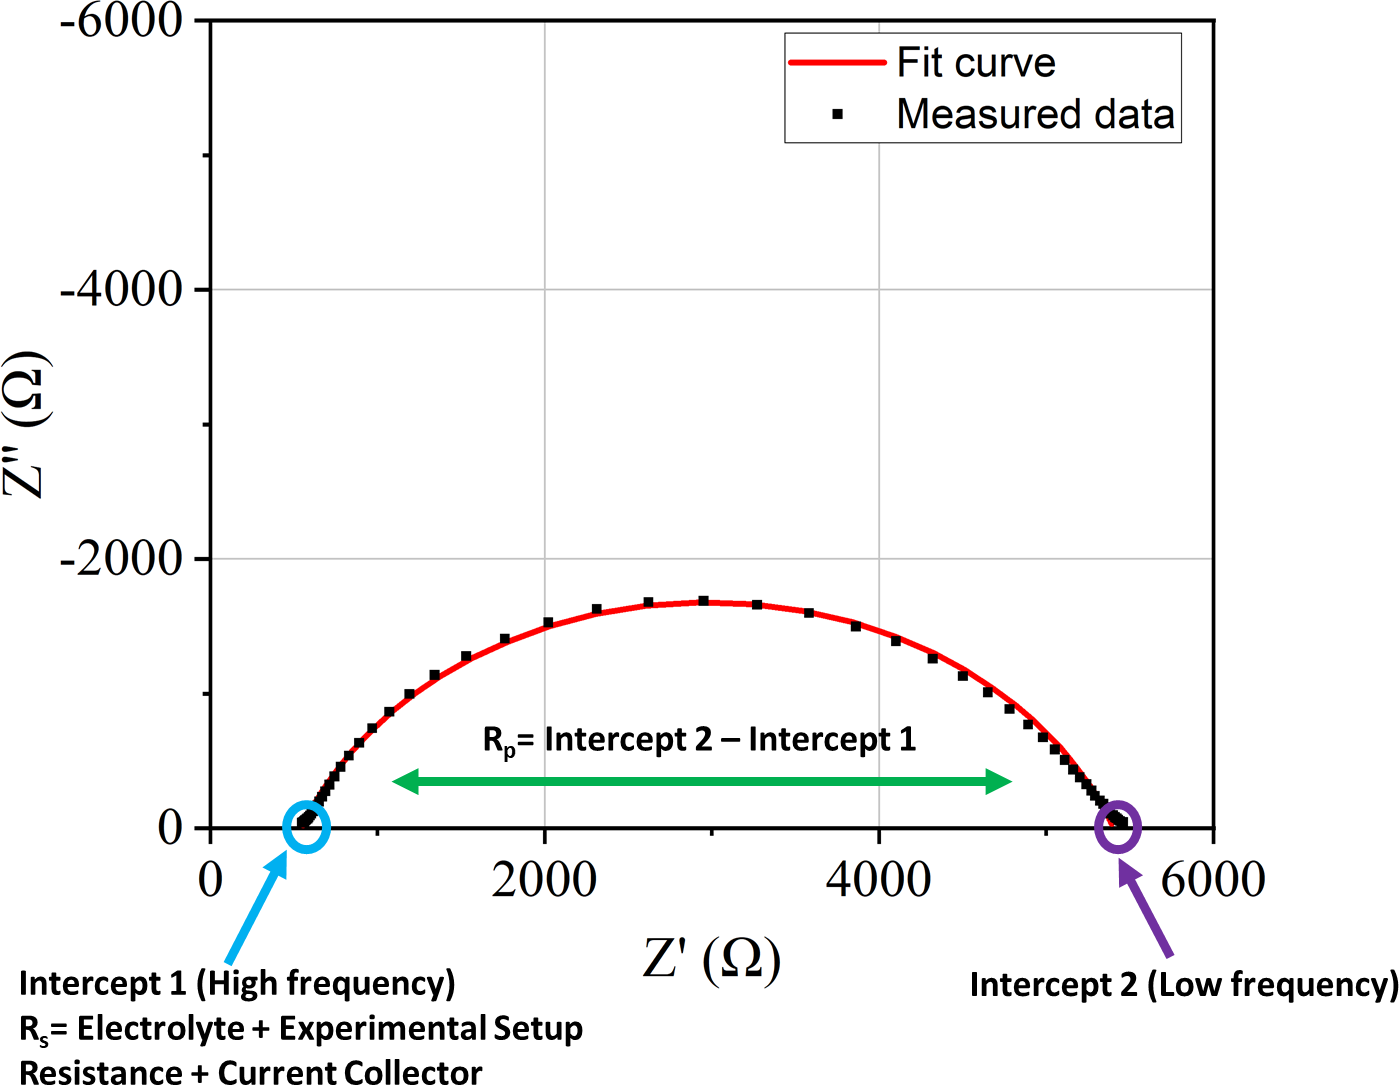 -6000
Fit curve
Measured data
-4000
Z" (Ω)
-2000
Rp= Intercept 2 – Intercept 1
0
0 2000 4000 6000
Z' (Ω)
Intercept 1 (High frequency)
Rs= Electrolyte + Experimental Setup
Resistance + Current Collector
Intercept 2 (Low frequency)